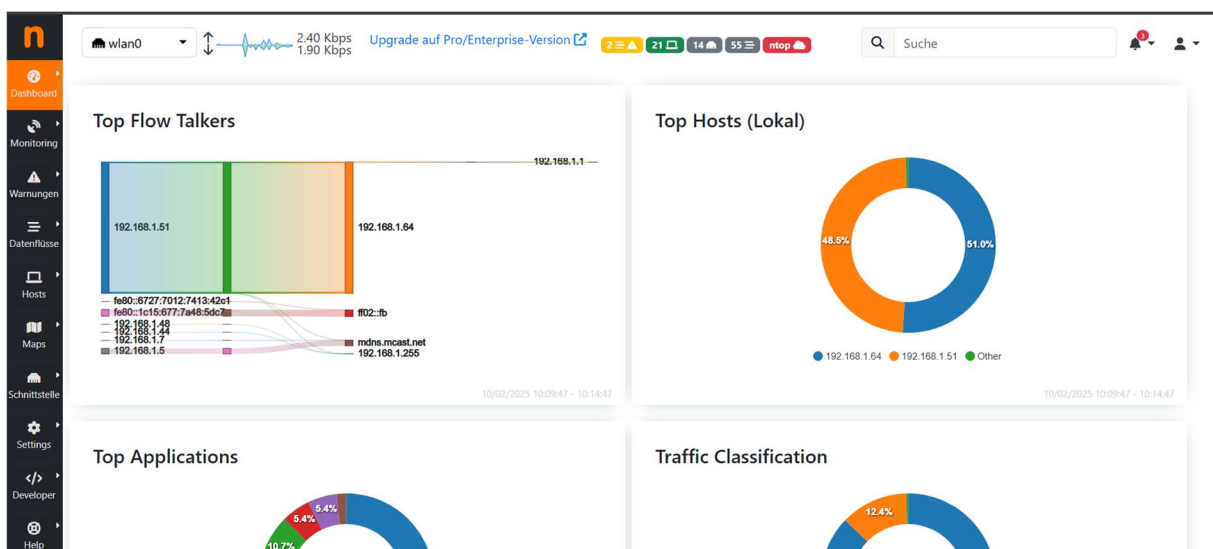 n
wlan0
2.40 Kbps
1.90 Kbps
Upgrade auf Pro/Enterprise-Version
2
21
14
55
ntop
Suche
3
Dashboard
Monitoring
Warnungen
Datenflüsse
Hosts
Maps
Schnittstelle
Settings
Developer
Help
Top Flow Talkers
192.168.1.1
192.168.1.51
192.168.1.64
fe80::6727:7012:7413:42c1
fe80::1c15:677:7a48:5dc7
ff02::fb
192.168.1.48
192.168.1.44
192.168.1.7
mdns.mcast.net
192.168.1.5
192.168.1.255
10/02/2025 10:09:47 - 10:14:47
Top Hosts (Lokal)
48.5%
51.0%
192.168.1.64 192.168.1.51 Other
10/02/2025 10:09:47 - 10:14:47
Top Applications
5.4%
5.4%
10.7%
Traffic Classification
12.4%